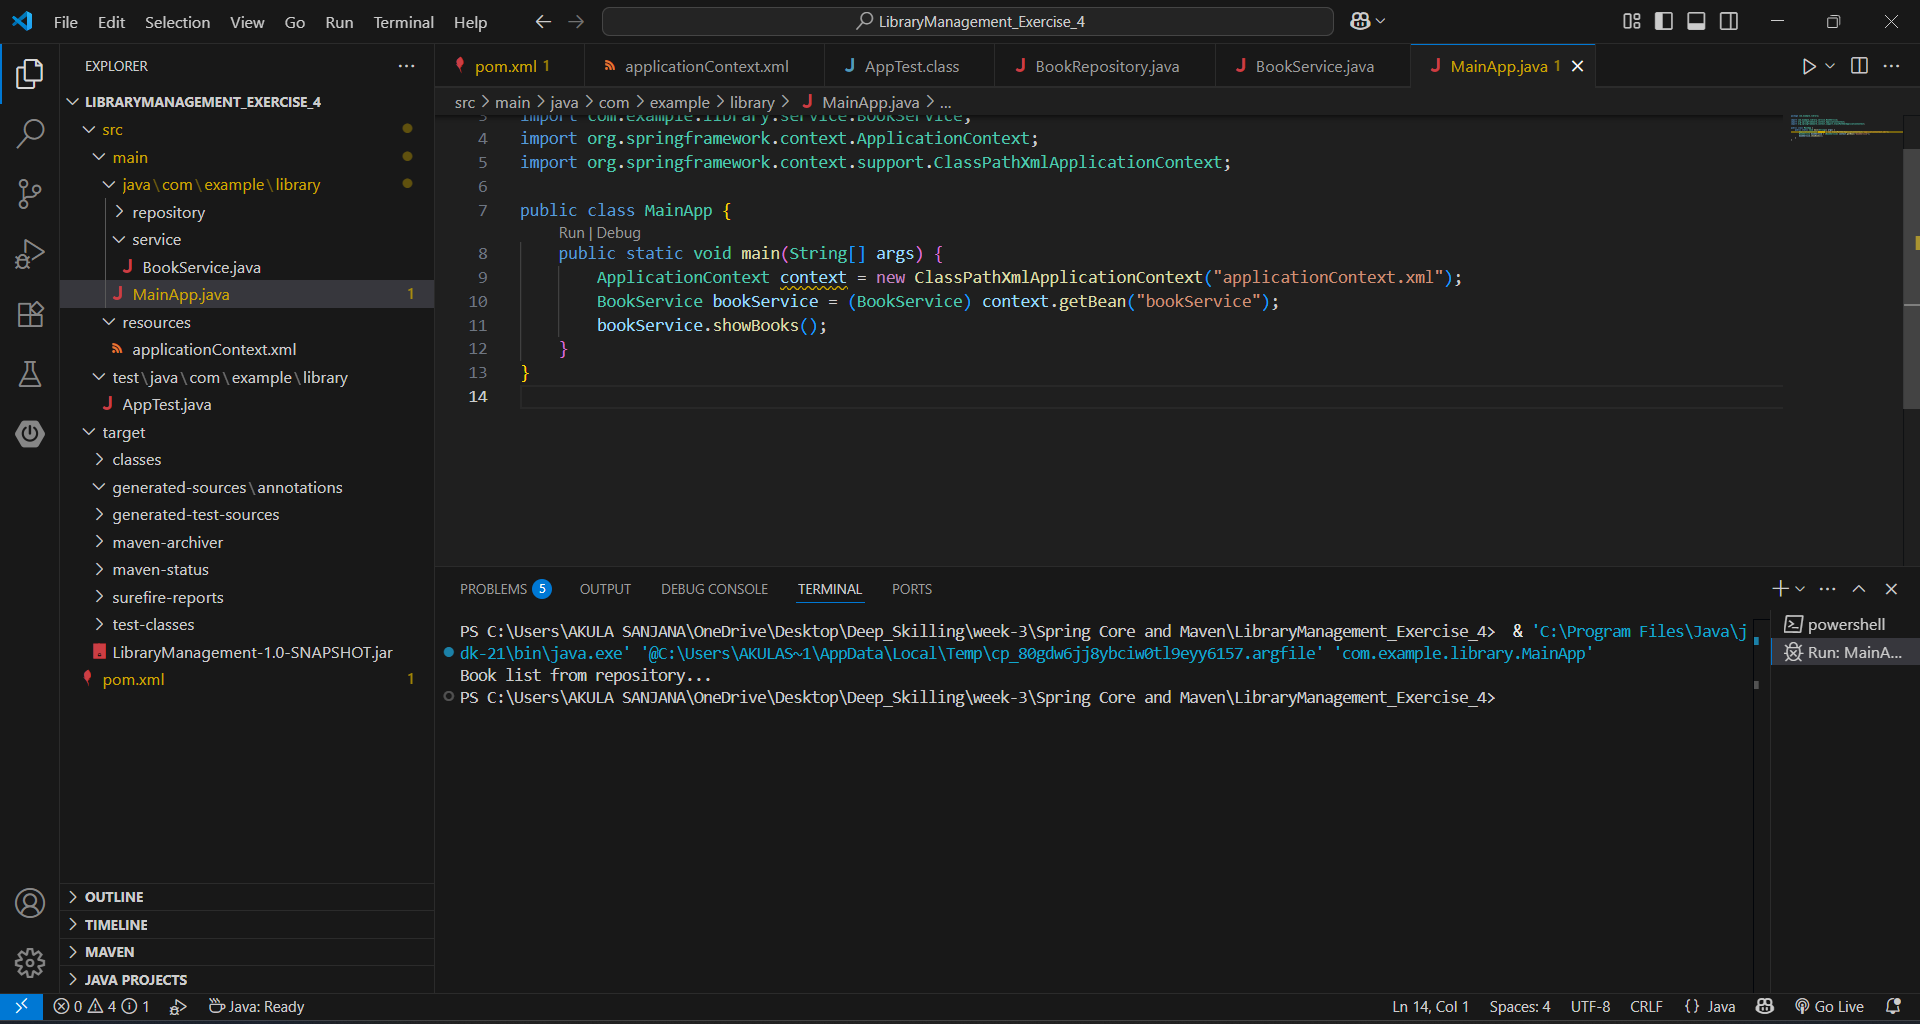 File Edit Selection View Go Run Terminal Help
LibraryManagement_Exercise_4
EXPLORER
LIBRARYMANAGEMENT_EXERCISE_4
src
main
java\com\example\library
repository
service
BookService.java
MainApp.java 1
resources
applicationContext.xml
test\java\com\example\library
AppTest.java
target
classes
generated-sources\annotations
generated-test-sources
maven-archiver
maven-status
surefire-reports
test-classes
LibraryManagement-1.0-SNAPSHOT.jar
pom.xml 1
OUTLINE
TIMELINE
MAVEN
JAVA PROJECTS
pom.xml 1 applicationContext.xml AppTest.class BookRepository.java BookService.java MainApp.java 1
src > main > java > com > example > library > MainApp.java > ...
3 import com.example.library.service.BookService;
4 import org.springframework.context.ApplicationContext;
5 import org.springframework.context.support.ClassPathXmlApplicationContext;
6
7 public class MainApp {
Run | Debug
8 public static void main(String[] args) {
9 ApplicationContext context = new ClassPathXmlApplicationContext("applicationContext.xml");
10 BookService bookService = (BookService) context.getBean("bookService");
11 bookService.showBooks();
12 }
13 }
14
PROBLEMS 5 OUTPUT DEBUG CONSOLE TERMINAL PORTS
PS C:\Users\AKULA SANJANA\OneDrive\Desktop\Deep_Skilling\week-3\Spring Core and Maven\LibraryManagement_Exercise_4> & 'C:\Program Files\Java\j
dk-21\bin\java.exe' '@C:\Users\AKULAS~1\AppData\Local\Temp\cp_80gdw6jj8ybciw0tl9eyy6157.argfile' 'com.example.library.MainApp'
Book list from repository...
PS C:\Users\AKULA SANJANA\OneDrive\Desktop\Deep_Skilling\week-3\Spring Core and Maven\LibraryManagement_Exercise_4>
powershell
Run: MainA...
0 4 1 Java: Ready
Ln 14, Col 1 Spaces: 4 UTF-8 CRLF {} Java Go Live